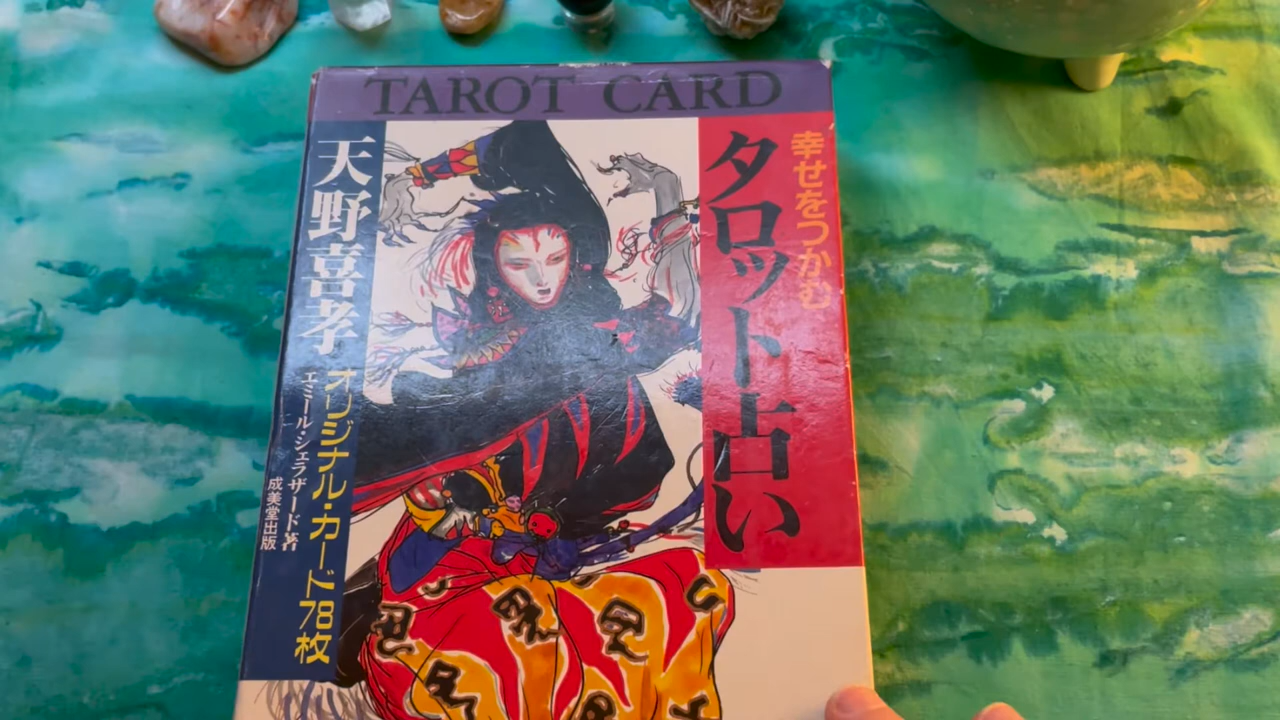 TAROT CARD
幸せをつかむ
タロット占い
天野喜孝
オリジナル・カード78枚
エミール・シェラザード著
成美堂出版